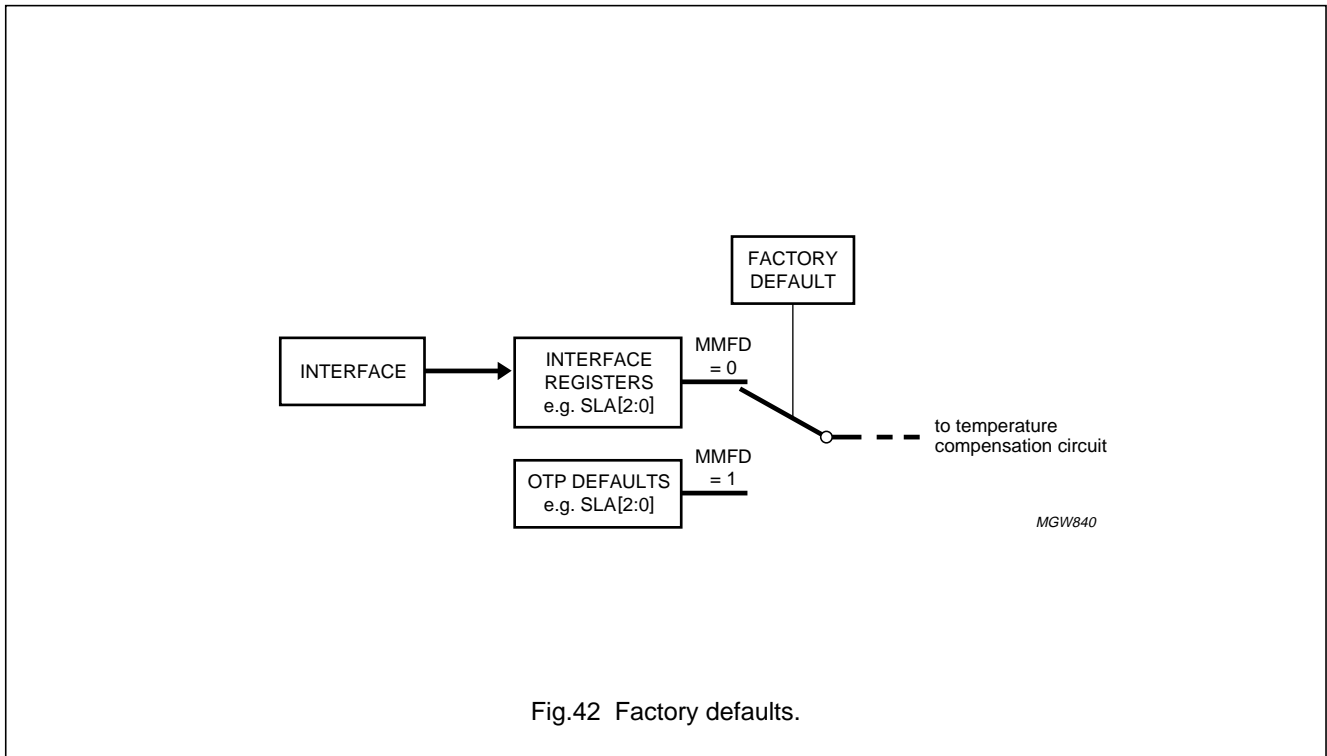 FACTORY
DEFAULT
INTERFACE
INTERFACE
REGISTERS
e.g. SLA[2:0]
MMFD
= 0
to temperature
compensation circuit
OTP DEFAULTS
e.g. SLA[2:0]
MMFD
= 1
MGW840
Fig.42 Factory defaults.